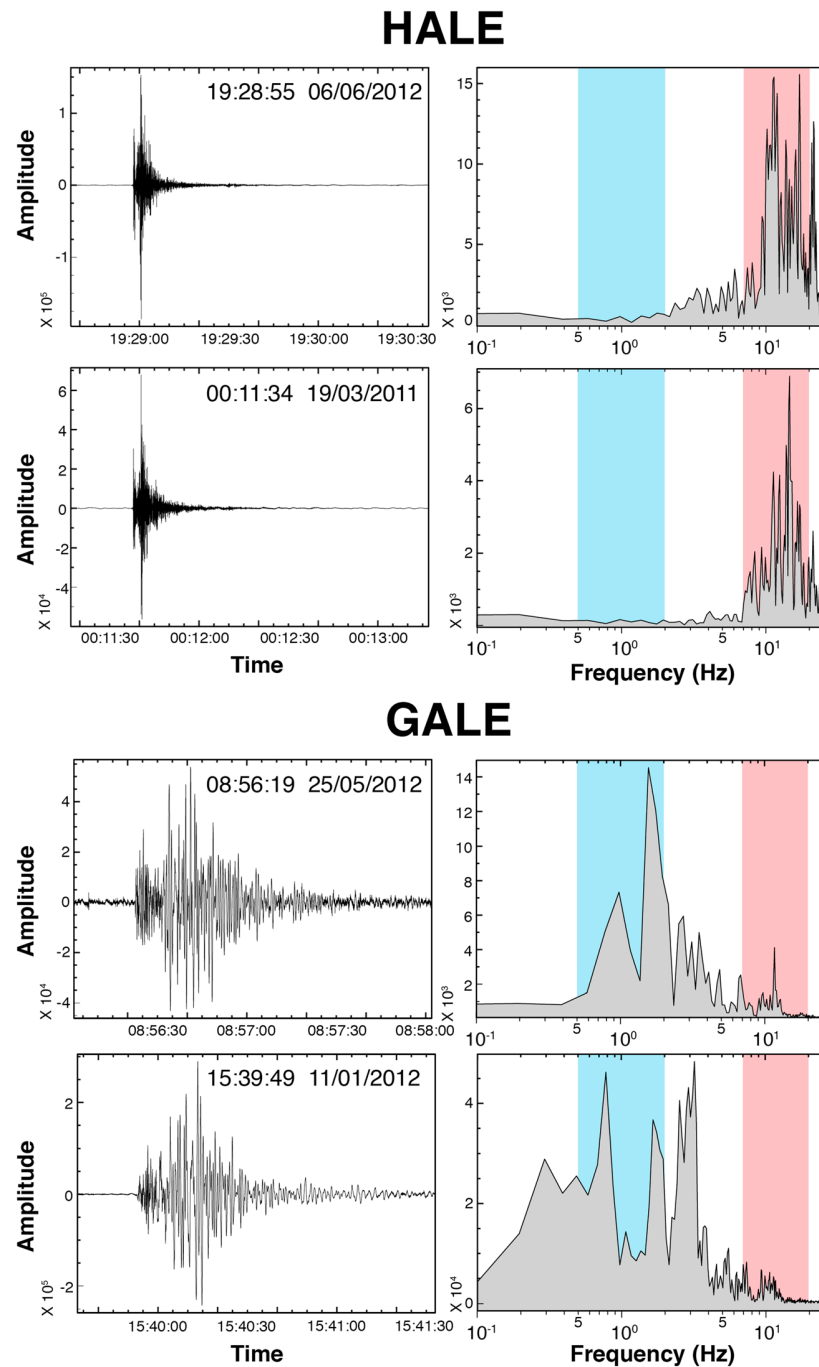 HALE
19:28:55 06/06/2012
Amplitude
1
0
-1
X 10⁵
19:29:00 19:29:30 19:30:00 19:30:30
15
10
5
0
X 10³
10⁻¹ 5 10⁰ 5 10¹
00:11:34 19/03/2011
Amplitude
6
4
2
0
-2
-4
X 10⁴
00:11:30 00:12:00 00:12:30 00:13:00
Time
6
4
2
X 10³
10⁻¹ 5 10⁰ 5 10¹
Frequency (Hz)
GALE
08:56:19 25/05/2012
Amplitude
4
2
0
-2
-4
X 10⁴
08:56:30 08:57:00 08:57:30 08:58:00
14
12
10
8
6
4
2
X 10³
10⁻¹ 5 10⁰ 5 10¹
15:39:49 11/01/2012
Amplitude
2
0
-2
X 10⁵
15:40:00 15:40:30 15:41:00 15:41:30
Time
4
2
0
X 10⁴
10⁻¹ 5 10⁰ 5 10¹
Frequency (Hz)